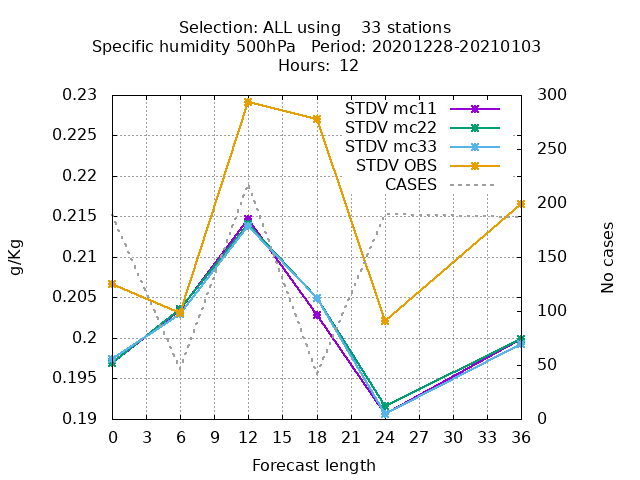 Selection: ALL using    33 stations
Specific humidity 500hPa   Period: 20201228-20210103
Hours: 12
0.23
0.225
0.22
0.215
0.21
0.205
0.2
0.195
0.19
g/Kg
STDV mc11
STDV mc22
STDV mc33
STDV OBS
CASES
300
250
200
150
100
50
0
No cases
0 3 6 9 12 15 18 21 24 27 30 33 36
Forecast length